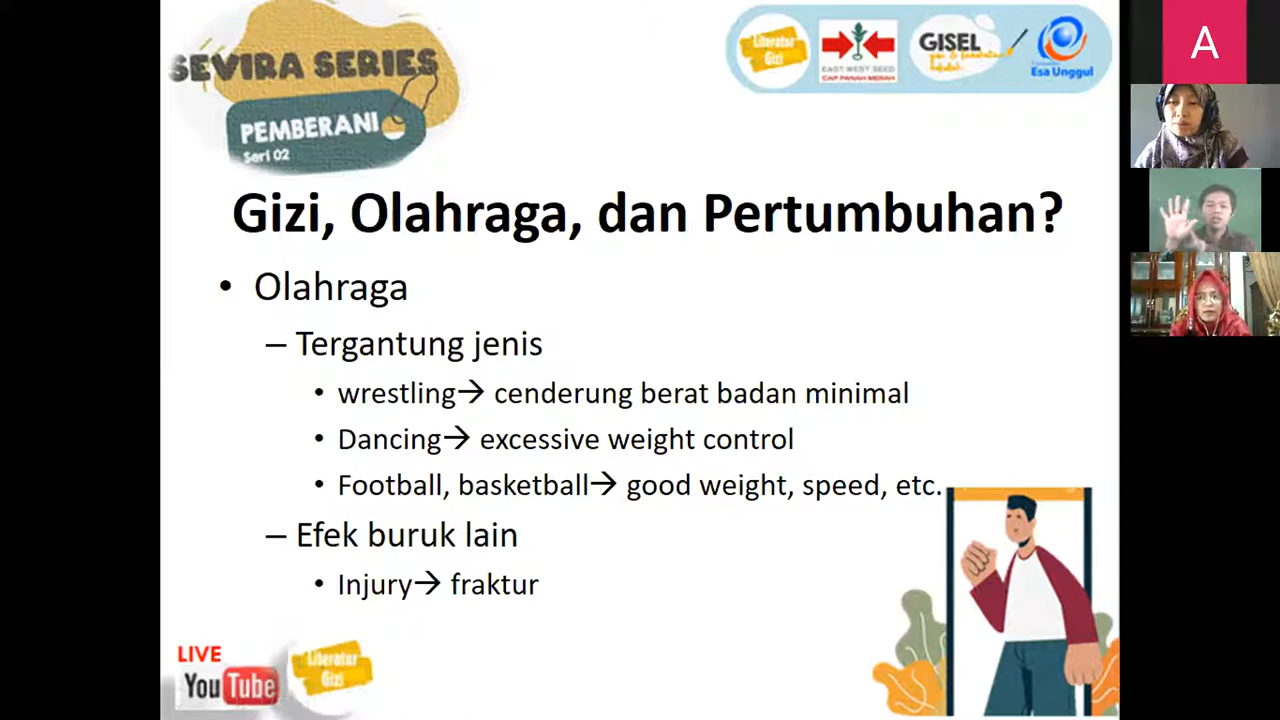 SEVIRA SERIES
PEMBERANI
Seri 02
Literatur
Gizi
EAST WEST SEED
CAP PANAH MERAH
GISEL
Esa Unggul
A
Gizi, Olahraga, dan Pertumbuhan?
• Olahraga
– Tergantung jenis
• wrestling→ cenderung berat badan minimal
• Dancing→ excessive weight control
• Football, basketball→ good weight, speed, etc.
– Efek buruk lain
• Injury→ fraktur
LIVE
YouTube
Literatur
Gizi